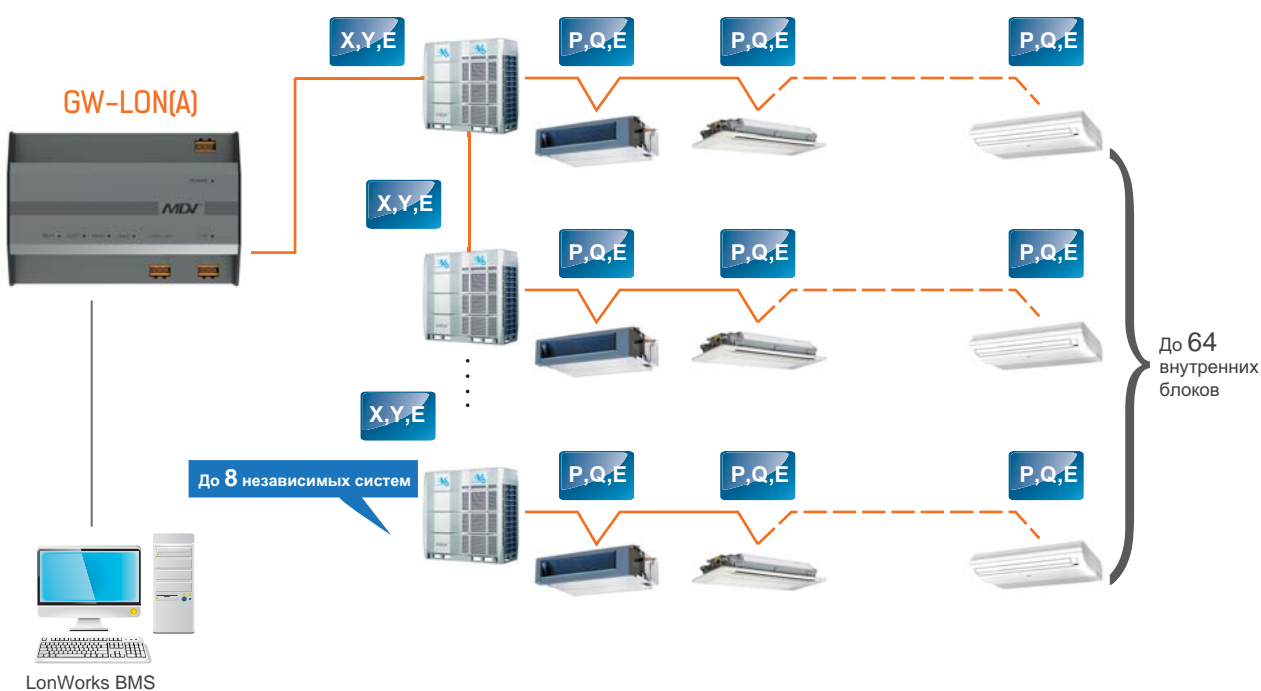 X,Y,E
P,Q,E
P,Q,E
P,Q,E
GW-LON(A)
MDV
X,Y,E
P,Q,E
P,Q,E
P,Q,E
До 64
внутренних
блоков
X,Y,E
P,Q,E
P,Q,E
P,Q,E
До 8 независимых систем
LonWorks BMS